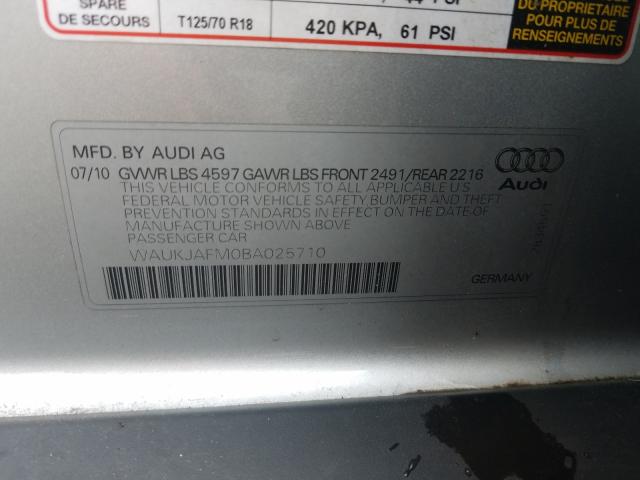 SPARE
DE SECOURS T125/70 R18 420 KPA, 61 PSI
DU PROPRIÉTAIRE
POUR PLUS DE
RENSEIGNEMENTS
MFD. BY AUDI AG
07/10 GVWR LBS 4597 GAWR LBS FRONT 2491/REAR 2216
THIS VEHICLE CONFORMS TO ALL APPLICABLE U'S
FEDERAL MOTOR VEHICLE SAFETY BUMPER AND THEFT
PREVENTION STANDARDS IN EFFECT ON THE DATE OF
MANUFACTURE SHOWN ABOVE
PASSENGER CAR
WAUKJAFM0BA025710
GERMANY
Audi